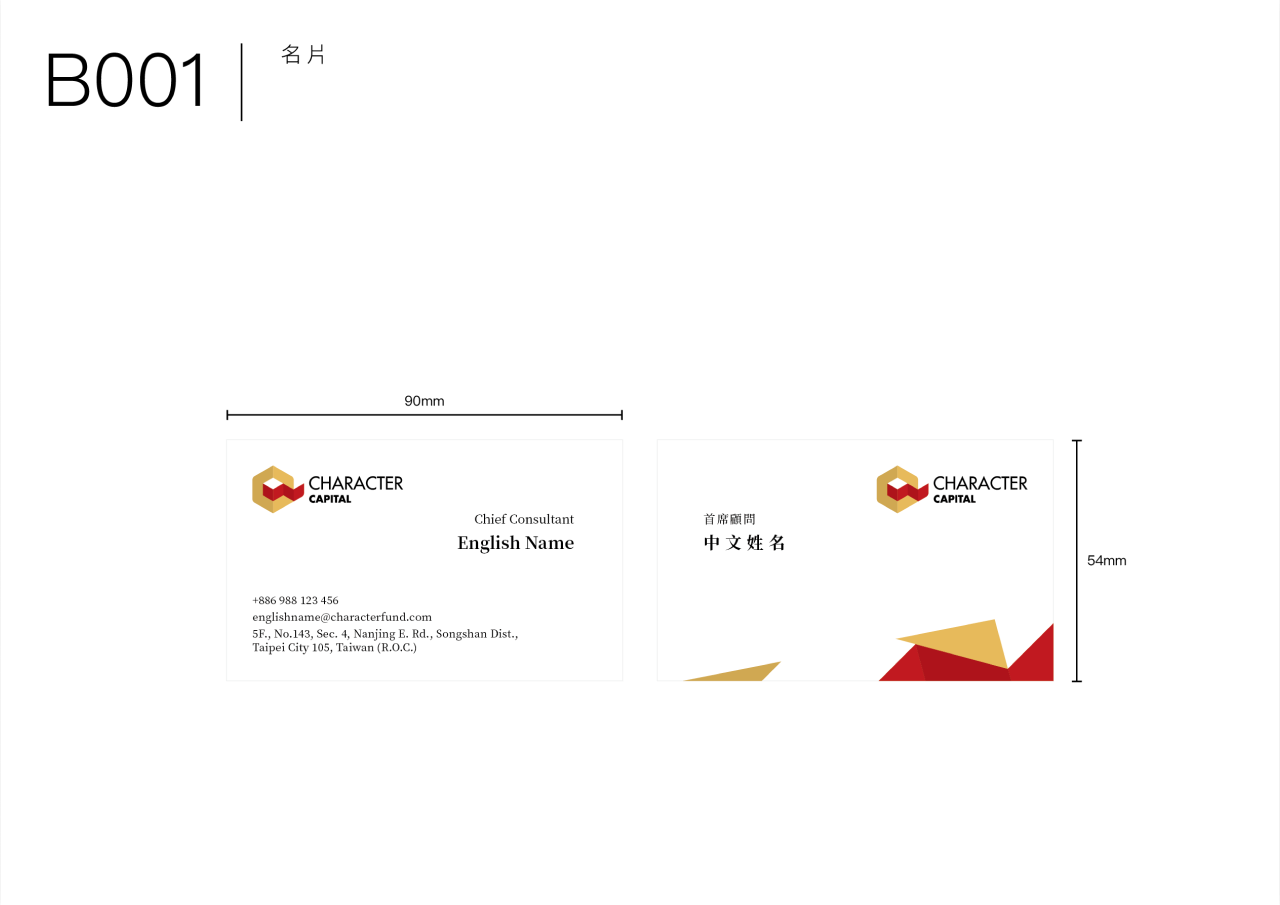 B001
名片
90mm
CHARACTER
CAPITAL
Chief Consultant
English Name
+886 988 123 456
englishname@characterfund.com
5F., No.143, Sec. 4, Nanjing E. Rd., Songshan Dist.,
Taipei City 105, Taiwan (R.O.C.)
CHARACTER
CAPITAL
首席顧問
中文姓名
54mm